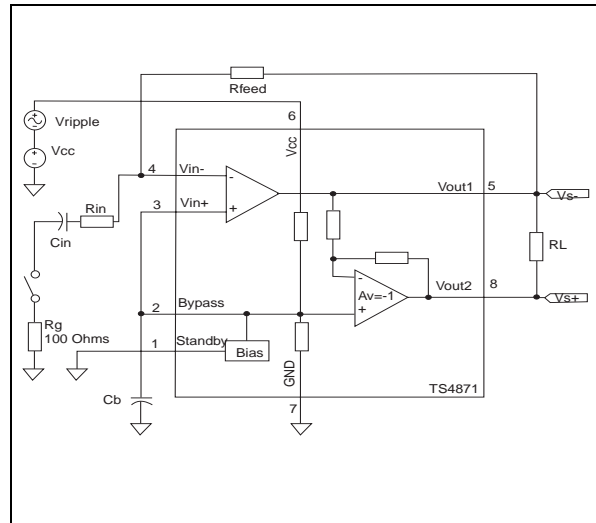 Rfeed
6
Vripple
Vcc
Vcc
4 Vin-
Vout1 5
Vs-
3 Vin+
Cin
Rin
RL
Av=-1
Vout2 8
Vs+
2 Bypass
Rg
100 Ohms
1 Standby
Bias
GND
TS4871
Cb
7
-
+
-
+